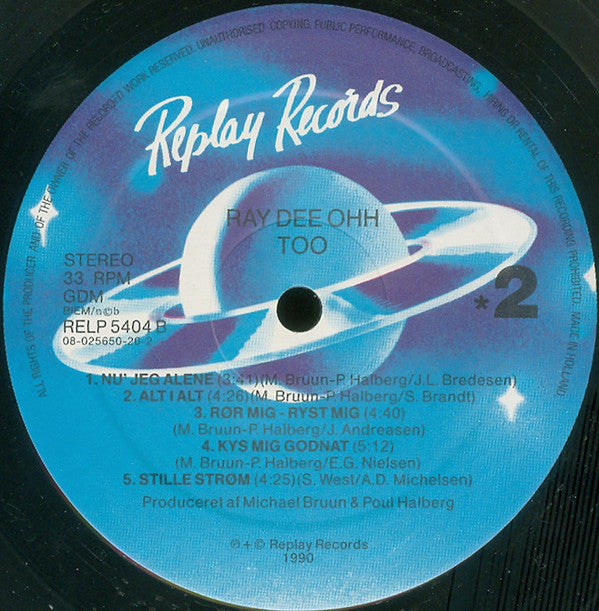 ALL RIGHTS OF THE PRODUCER AND OF THE OWNER OF THE RECORDED WORK RESERVED. UNAUTHORISED COPYING, PUBLIC PERFORMANCE, BROADCASTING, HIRING OR RENTAL OF THIS RECORDING PROHIBITED. MADE IN HOLLAND.
Replay Records
RAY DEE OHH
TOO
STEREO
33 RPM
GDM
BIEM/n©b
RELP 5404 B
08-025650-20-2
*2
1. NU' JEG ALENE (3:41)(M. Bruun-P. Halberg/J.L. Bredesen)
2. ALT I ALT (4:26)(M. Bruun-P. Halberg/S. Brandt)
3. RØR MIG - RYST MIG (4:40)
(M. Bruun-P. Halberg/J. Andreasen)
4. KYS MIG GODNAT (5:12)
(M. Bruun-P. Halberg/E.G. Nielsen)
5. STILLE STRØM (4:25)(S. West/A.D. Michelsen)
Produceret af Michael Bruun & Poul Halberg
℗ + © Replay Records
1990